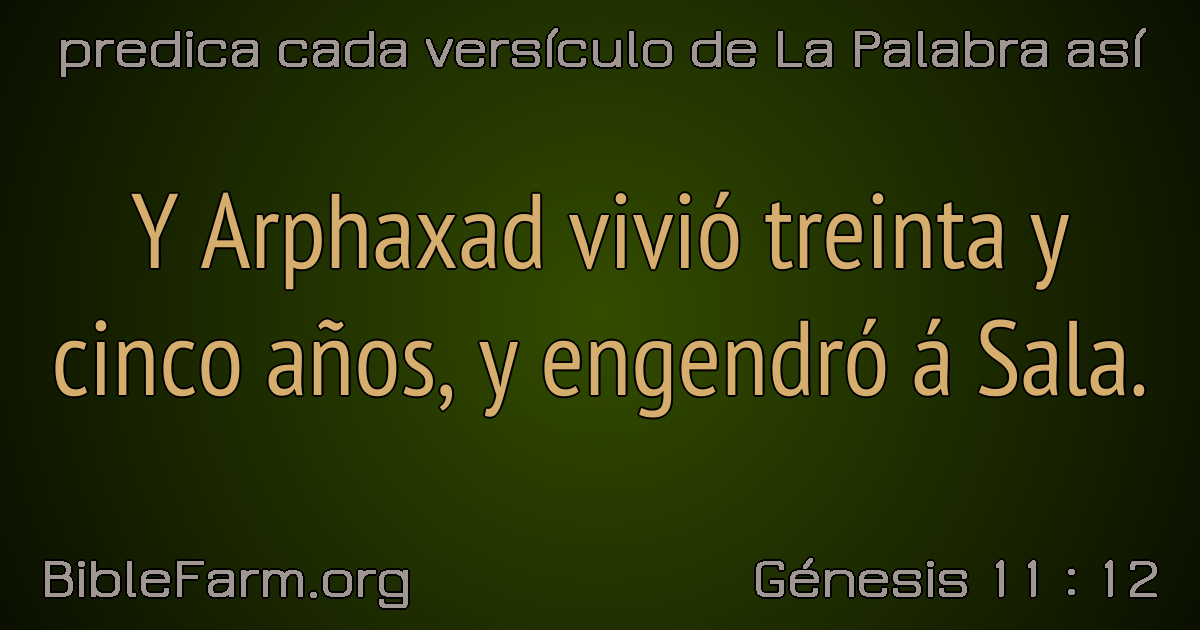 predica cada versículo de La Palabra así
Y Arphaxad vivió treinta y
cinco años, y engendró á Sala.
BibleFarm.org
Génesis 11 : 12